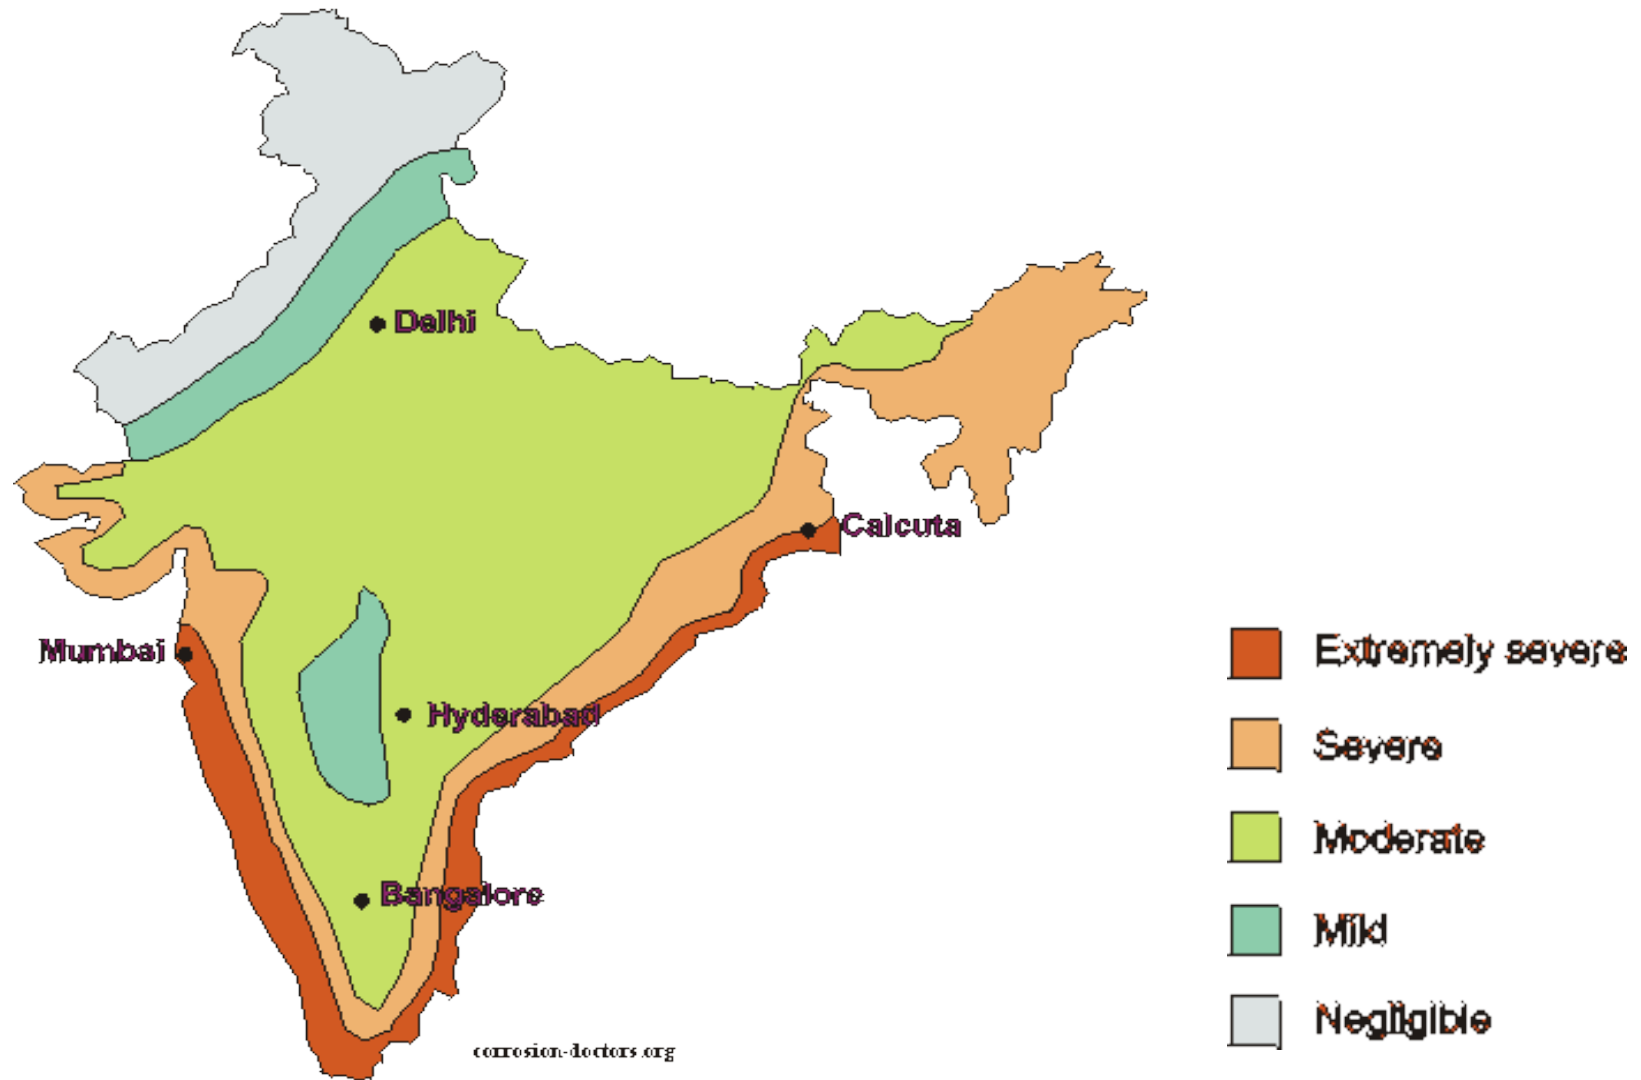 Delhi
Calcuta
Mumbai
Hyderabad
Bangalore
Extremely severe
Severe
Moderate
Mild
Negligible
corrosion-doctors.org